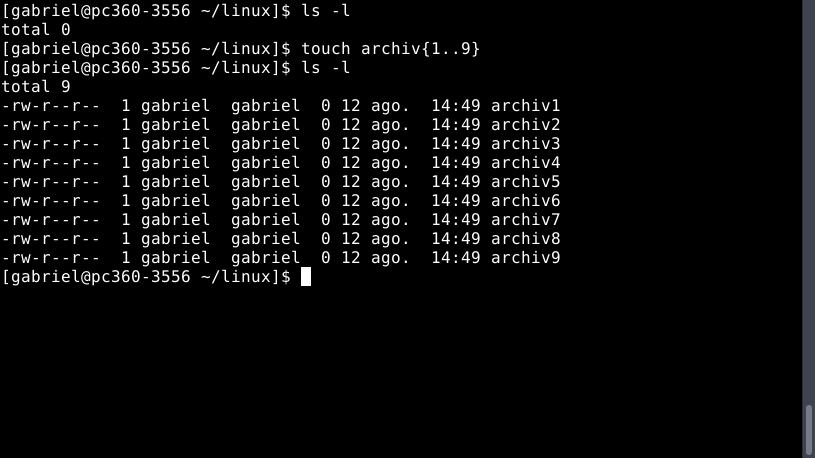 [gabriel@pc360-3556 ~/linux]$ ls -l
total 0
[gabriel@pc360-3556 ~/linux]$ touch archiv{1..9}
[gabriel@pc360-3556 ~/linux]$ ls -l
total 9
-rw-r--r--  1 gabriel  gabriel  0 12 ago.  14:49 archiv1
-rw-r--r--  1 gabriel  gabriel  0 12 ago.  14:49 archiv2
-rw-r--r--  1 gabriel  gabriel  0 12 ago.  14:49 archiv3
-rw-r--r--  1 gabriel  gabriel  0 12 ago.  14:49 archiv4
-rw-r--r--  1 gabriel  gabriel  0 12 ago.  14:49 archiv5
-rw-r--r--  1 gabriel  gabriel  0 12 ago.  14:49 archiv6
-rw-r--r--  1 gabriel  gabriel  0 12 ago.  14:49 archiv7
-rw-r--r--  1 gabriel  gabriel  0 12 ago.  14:49 archiv8
-rw-r--r--  1 gabriel  gabriel  0 12 ago.  14:49 archiv9
[gabriel@pc360-3556 ~/linux]$